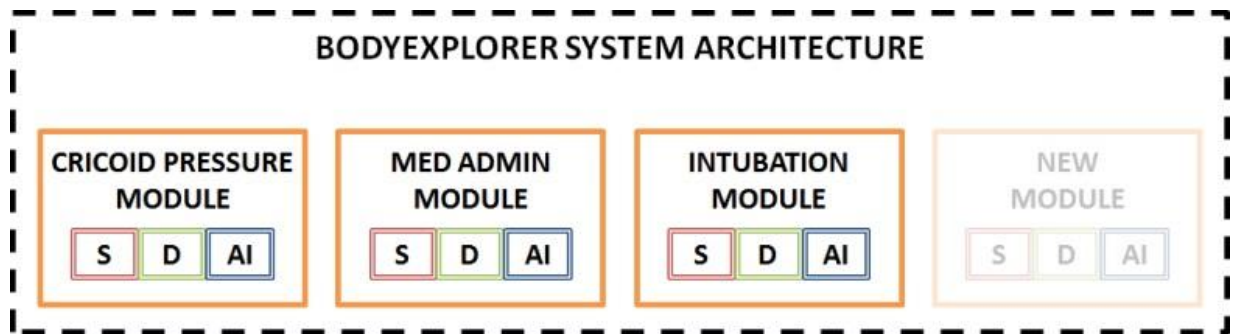 BODYEXPLORER SYSTEM ARCHITECTURE
CRICOID PRESSURE
MODULE
S D AI
MED ADMIN
MODULE
S D AI
INTUBATION
MODULE
S D AI
NEW
MODULE
S D AI